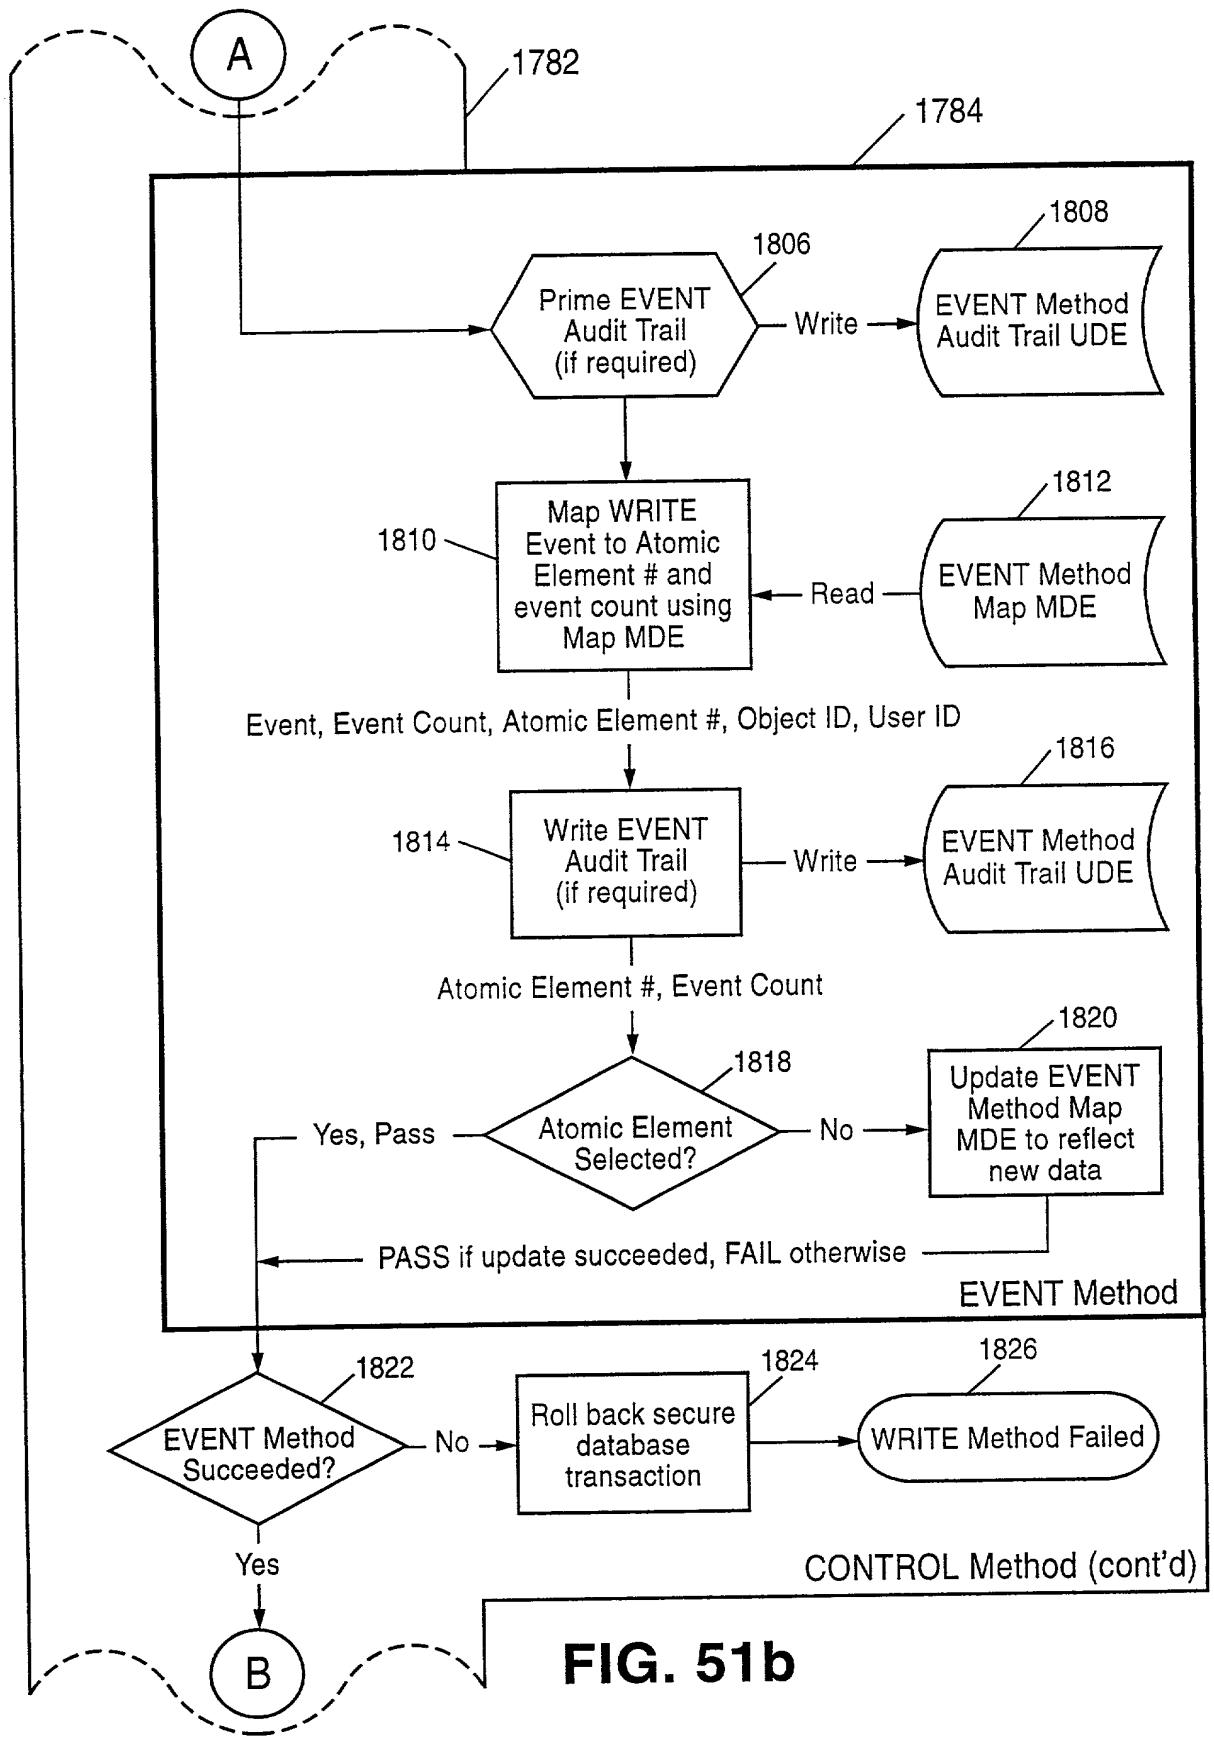 A
1782
1784
1808
1806
Prime EVENT
Audit Trail
(if required)
Write
EVENT Method
Audit Trail UDE
1812
1810
Map WRITE
Event to Atomic
Element # and
event count using
Map MDE
Read
EVENT Method
Map MDE
Event, Event Count, Atomic Element #, Object ID, User ID
1816
1814
Write EVENT
Audit Trail
(if required)
Write
EVENT Method
Audit Trail UDE
Atomic Element #, Event Count
1820
1818
Yes, Pass
Atomic Element
Selected?
No
Update EVENT
Method Map
MDE to reflect
new data
PASS if update succeeded, FAIL otherwise
EVENT Method
1822
1824
1826
EVENT Method
Succeeded?
No
Roll back secure
database
transaction
WRITE Method Failed
Yes
CONTROL Method (cont'd)
B
FIG. 51b